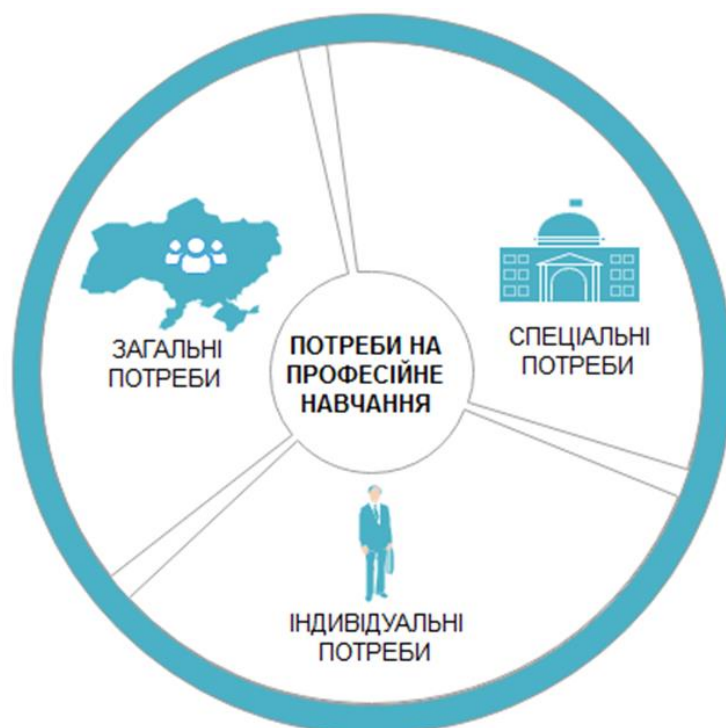 ЗАГАЛЬНІ
ПОТРЕБИ
ПОТРЕБИ НА
ПРОФЕСІЙНЕ
НАВЧАННЯ
СПЕЦІАЛЬНІ
ПОТРЕБИ
ІНДИВІДУАЛЬНІ
ПОТРЕБИ